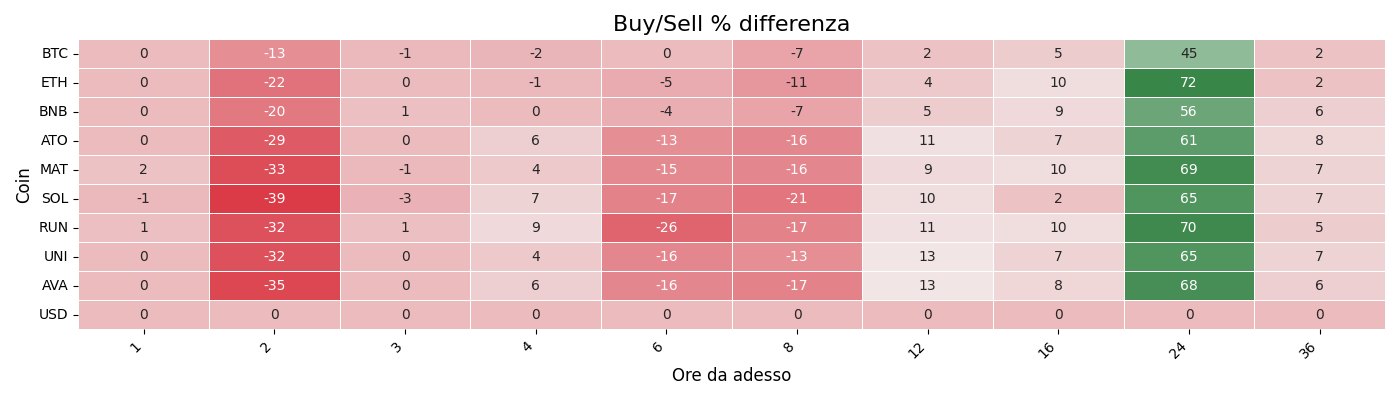 Buy/Sell % differenza
Coin
BTC 0 -13 -1 -2 0 -7 2 5 45 2
ETH 0 -22 0 -1 -5 -11 4 10 72 2
BNB 0 -20 1 0 -4 -7 5 9 56 6
ATO 0 -29 0 6 -13 -16 11 7 61 8
MAT 2 -33 -1 4 -15 -16 9 10 69 7
SOL -1 -39 -3 7 -17 -21 10 2 65 7
RUN 1 -32 1 9 -26 -17 11 10 70 5
UNI 0 -32 0 4 -16 -13 13 7 65 7
AVA 0 -35 0 6 -16 -17 13 8 68 6
USD 0 0 0 0 0 0 0 0 0 0
1 2 3 4 6 8 12 16 24 36
Ore da adesso